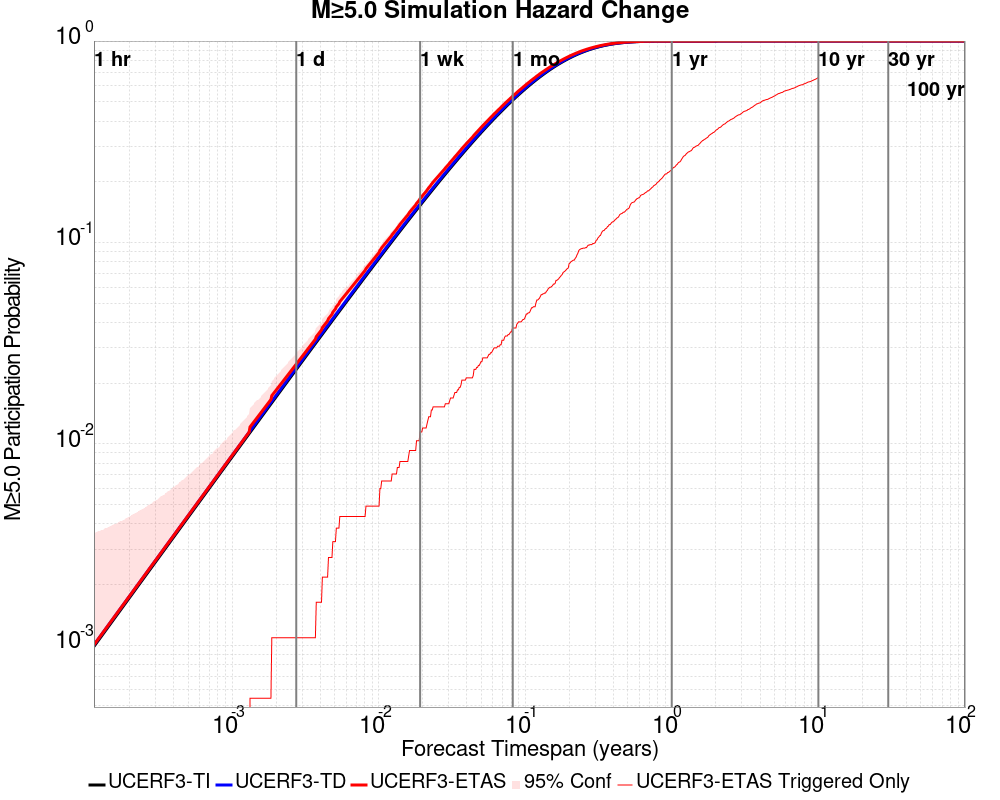 M≥5.0 Simulation Hazard Change
1 hr 1 d 1 wk 1 mo 1 yr 10 yr 30 yr
100 yr
M≥5.0 Participation Probability
10^0
10^-1
10^-2
10^-3
10^-3 10^-2 10^-1 10^0 10^1 10^2
Forecast Timespan (years)
UCERF3-TI UCERF3-TD UCERF3-ETAS 95% Conf UCERF3-ETAS Triggered Only